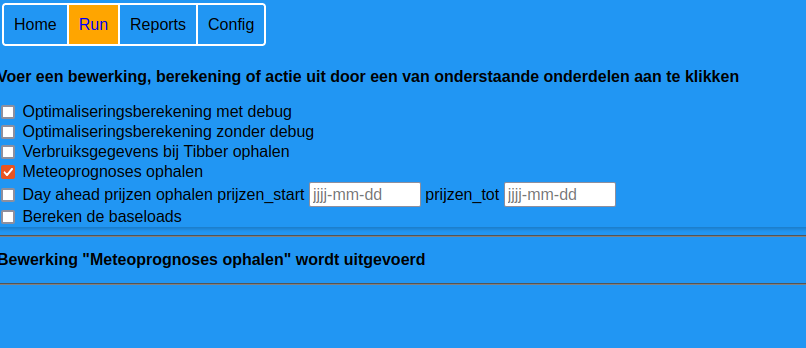 Home Run Reports Config
Voer een bewerking, berekening of actie uit door een van onderstaande onderdelen aan te klikken
Optimaliseringsberekening met debug
Optimaliseringsberekening zonder debug
Verbruiksgegevens bij Tibber ophalen
Meteoprognoses ophalen
Day ahead prijzen ophalen prijzen_start jjjj-mm-dd prijzen_tot jjjj-mm-dd
Bereken de baseloads
Bewerking "Meteoprognoses ophalen" wordt uitgevoerd